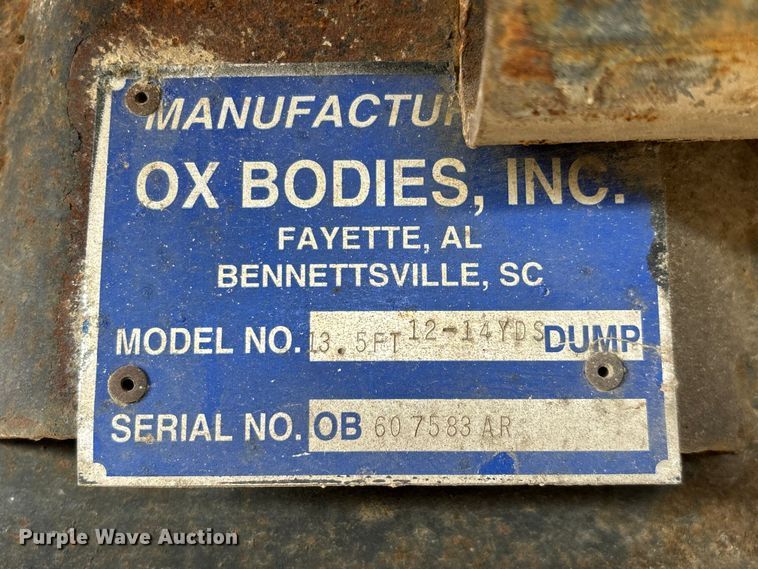 MANUFACTU
OX BODIES, INC.
FAYETTE, AL
BENNETTSVILLE, SC
MODEL NO. 13.5FT 12-14YDS DUMP
SERIAL NO. OB 607583AR
Purple Wave Auction